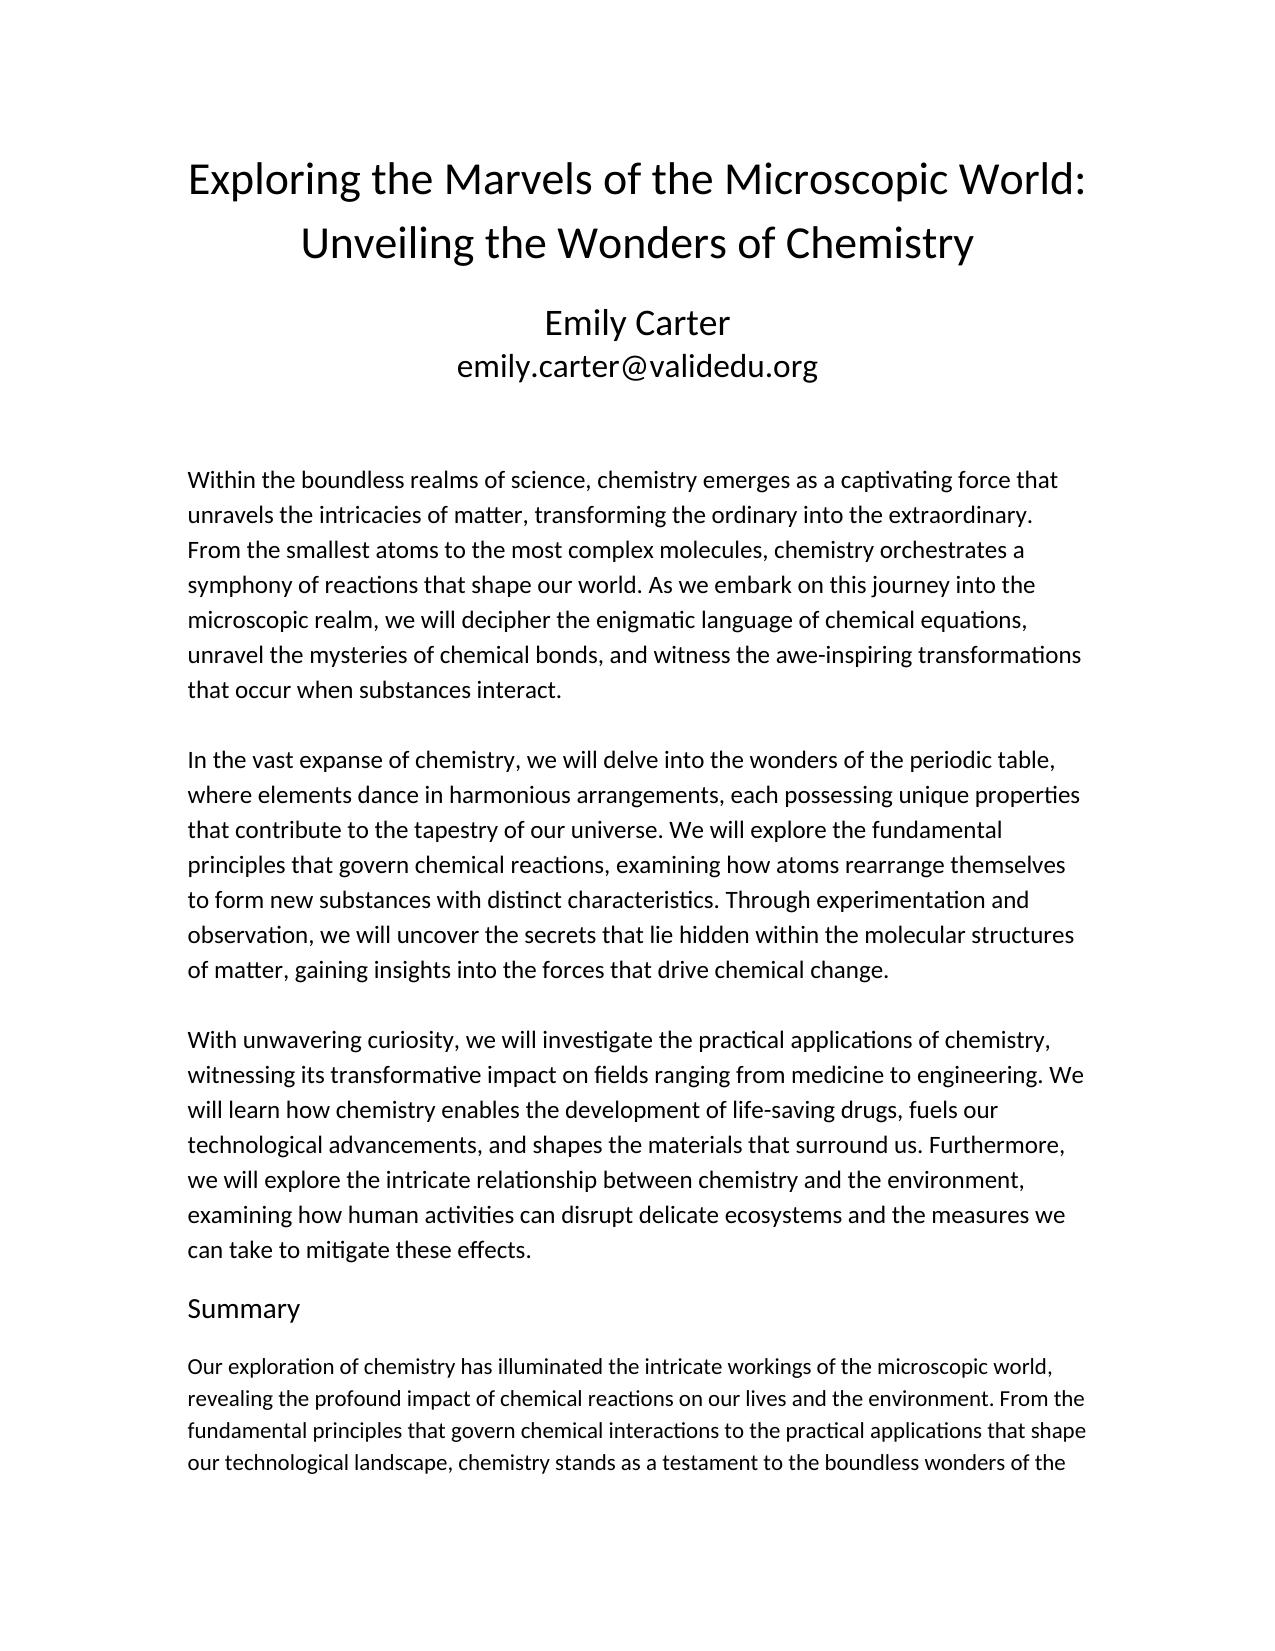 Exploring the Marvels of the Microscopic World:
Unveiling the Wonders of Chemistry
Emily Carter
emily.carter@validedu.org
Within the boundless realms of science, chemistry emerges as a captivating force that
unravels the intricacies of matter, transforming the ordinary into the extraordinary.
From the smallest atoms to the most complex molecules, chemistry orchestrates a
symphony of reactions that shape our world. As we embark on this journey into the
microscopic realm, we will decipher the enigmatic language of chemical equations,
unravel the mysteries of chemical bonds, and witness the awe-inspiring transformations
that occur when substances interact.
In the vast expanse of chemistry, we will delve into the wonders of the periodic table,
where elements dance in harmonious arrangements, each possessing unique properties
that contribute to the tapestry of our universe. We will explore the fundamental
principles that govern chemical reactions, examining how atoms rearrange themselves
to form new substances with distinct characteristics. Through experimentation and
observation, we will uncover the secrets that lie hidden within the molecular structures
of matter, gaining insights into the forces that drive chemical change.
With unwavering curiosity, we will investigate the practical applications of chemistry,
witnessing its transformative impact on fields ranging from medicine to engineering. We
will learn how chemistry enables the development of life-saving drugs, fuels our
technological advancements, and shapes the materials that surround us. Furthermore,
we will explore the intricate relationship between chemistry and the environment,
examining how human activities can disrupt delicate ecosystems and the measures we
can take to mitigate these effects.
Summary
Our exploration of chemistry has illuminated the intricate workings of the microscopic world,
revealing the profound impact of chemical reactions on our lives and the environment. From the
fundamental principles that govern chemical interactions to the practical applications that shape
our technological landscape, chemistry stands as a testament to the boundless wonders of the